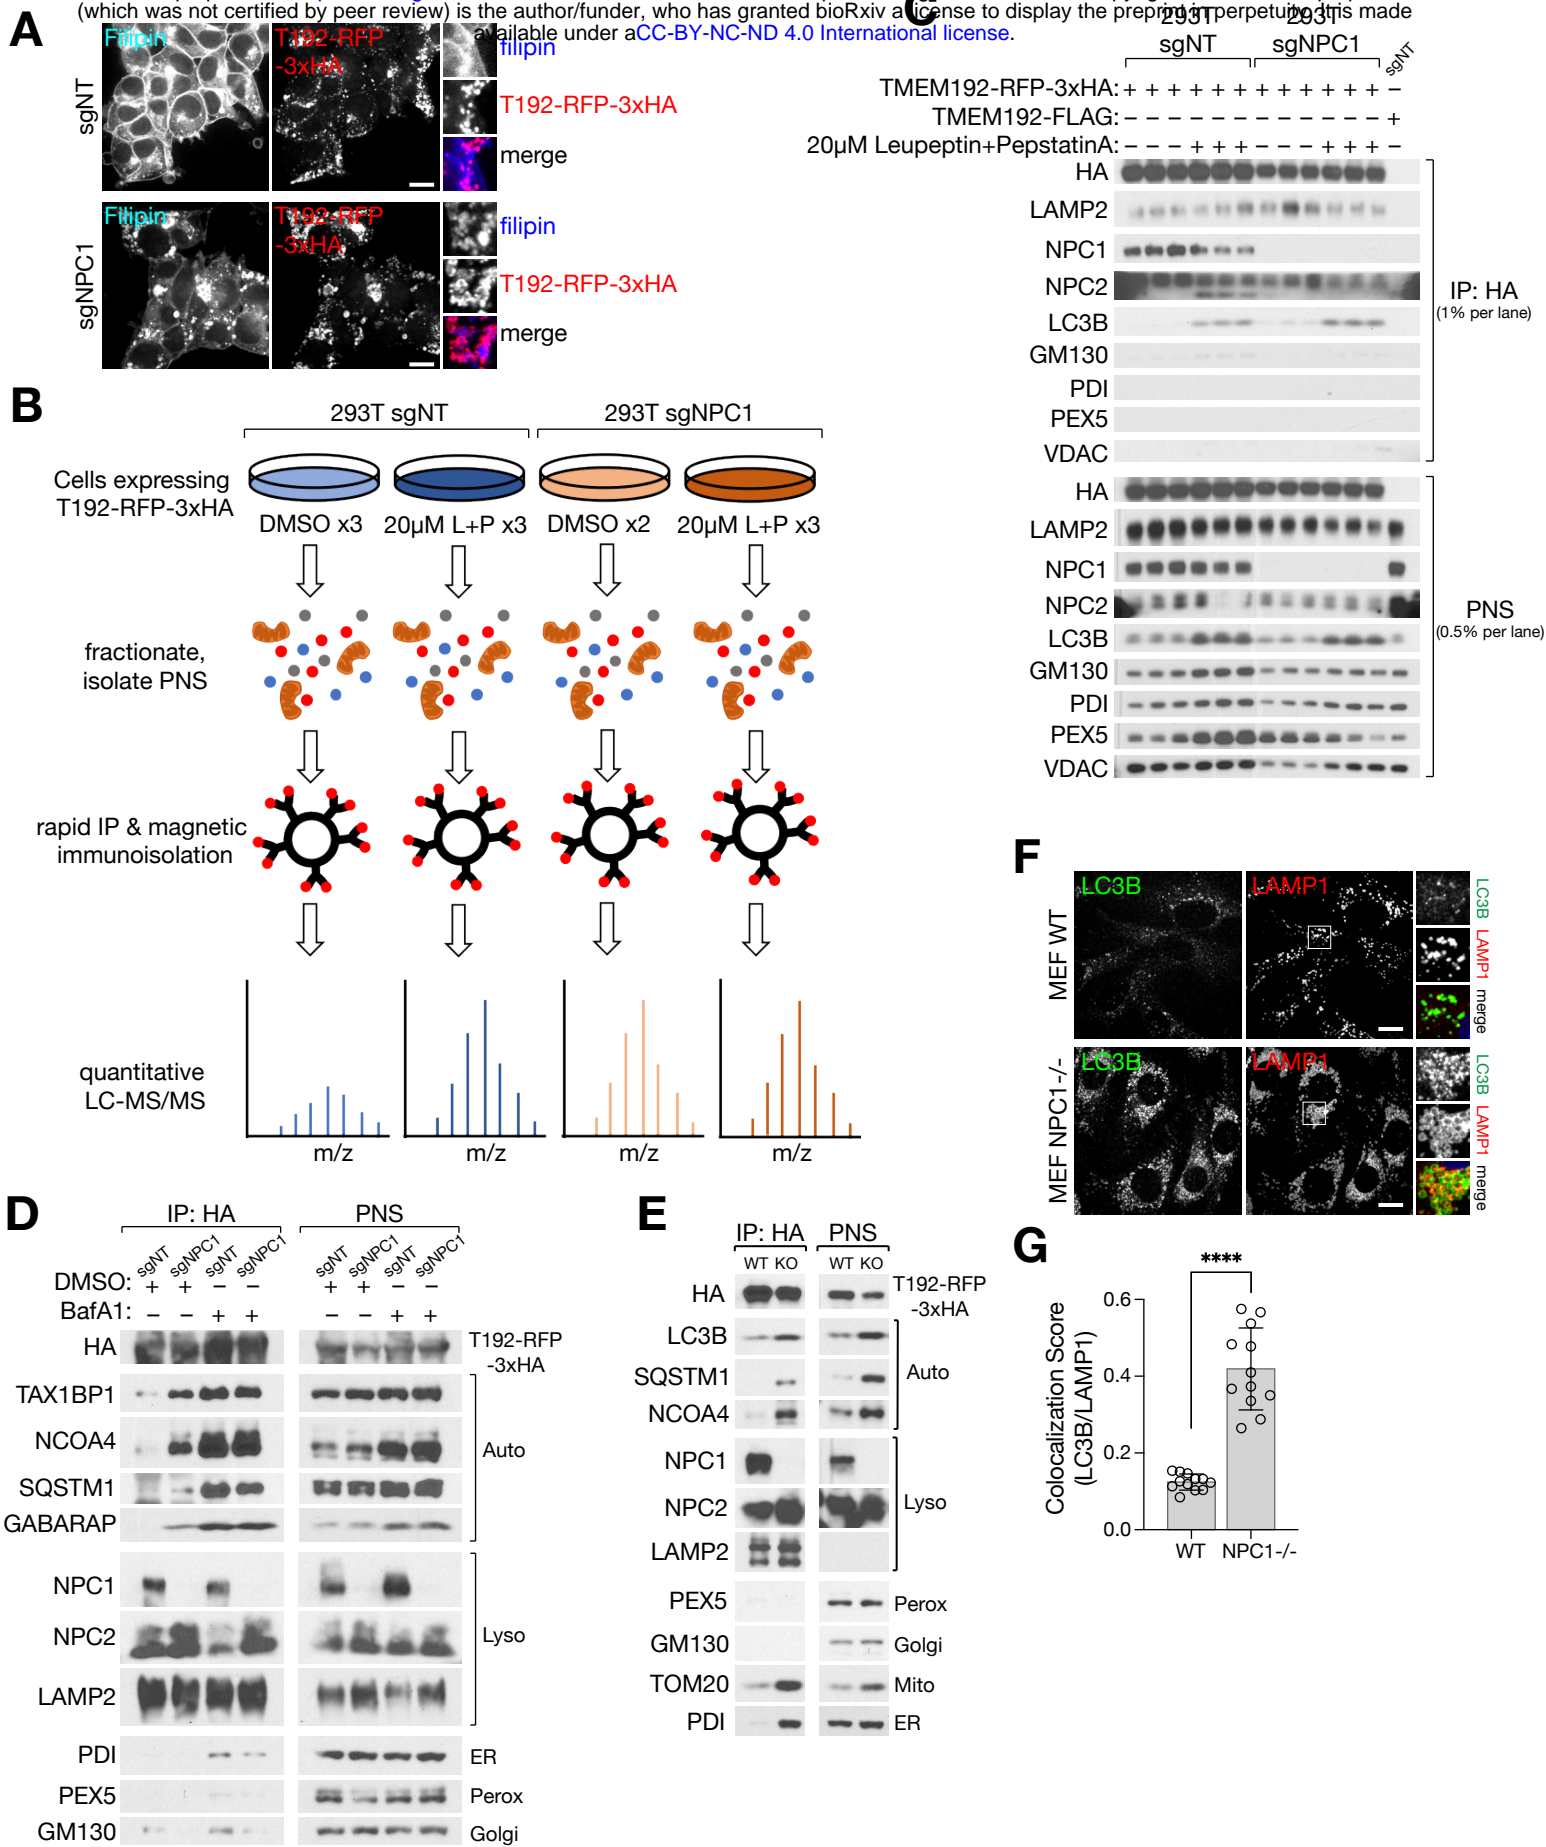 (which was not certified by peer review) is the author/funder, who has granted bioRxiv a license to display the preprint in perpetuity. It is made
available under aCC-BY-NC-ND 4.0 International license.
A
sgNT
Filipin
T192-RFP
-3xHA
filipin
T192-RFP-3xHA
merge
sgNPC1
Filipin
T192-RFP
-3xHA
filipin
T192-RFP-3xHA
merge
B
293T sgNT
293T sgNPC1
Cells expressing
T192-RFP-3xHA
DMSO x3
20µM L+P x3
DMSO x2
20µM L+P x3
fractionate,
isolate PNS
rapid IP & magnetic
immunoisolation
quantitative
LC-MS/MS
m/z
m/z
m/z
m/z
C
293T
sgNT
293T
sgNPC1
sgNT
TMEM192-RFP-3xHA: + + + + + + + + + + + + −
TMEM192-FLAG: − − − − − − − − − − − − +
20µM Leupeptin+PepstatinA: − − − + + + − − − + + + −
HA
LAMP2
NPC1
NPC2
LC3B
GM130
PDI
PEX5
VDAC
IP: HA
(1% per lane)
HA
LAMP2
NPC1
NPC2
LC3B
GM130
PDI
PEX5
VDAC
PNS
(0.5% per lane)
D
IP: HA
PNS
sgNT sgNPC1 sgNT sgNPC1
sgNT sgNPC1 sgNT sgNPC1
DMSO: + + − − + + − −
BafA1: − − + + − − + +
HA
T192-RFP
-3xHA
TAX1BP1
NCOA4
SQSTM1
GABARAP
Auto
NPC1
NPC2
LAMP2
Lyso
PDI
ER
PEX5
Perox
GM130
Golgi
E
IP: HA
PNS
WT KO
WT KO
HA
T192-RFP
-3xHA
LC3B
SQSTM1
NCOA4
Auto
NPC1
NPC2
LAMP2
Lyso
PEX5
Perox
GM130
Golgi
TOM20
Mito
PDI
ER
F
MEF WT
LC3B
LAMP1
LC3B
LAMP1
merge
MEF NPC1-/-
LC3B
LAMP1
LC3B
LAMP1
merge
G
Colocalization Score
(LC3B/LAMP1)
****
0.6
0.4
0.2
0.0
WT
NPC1-/-